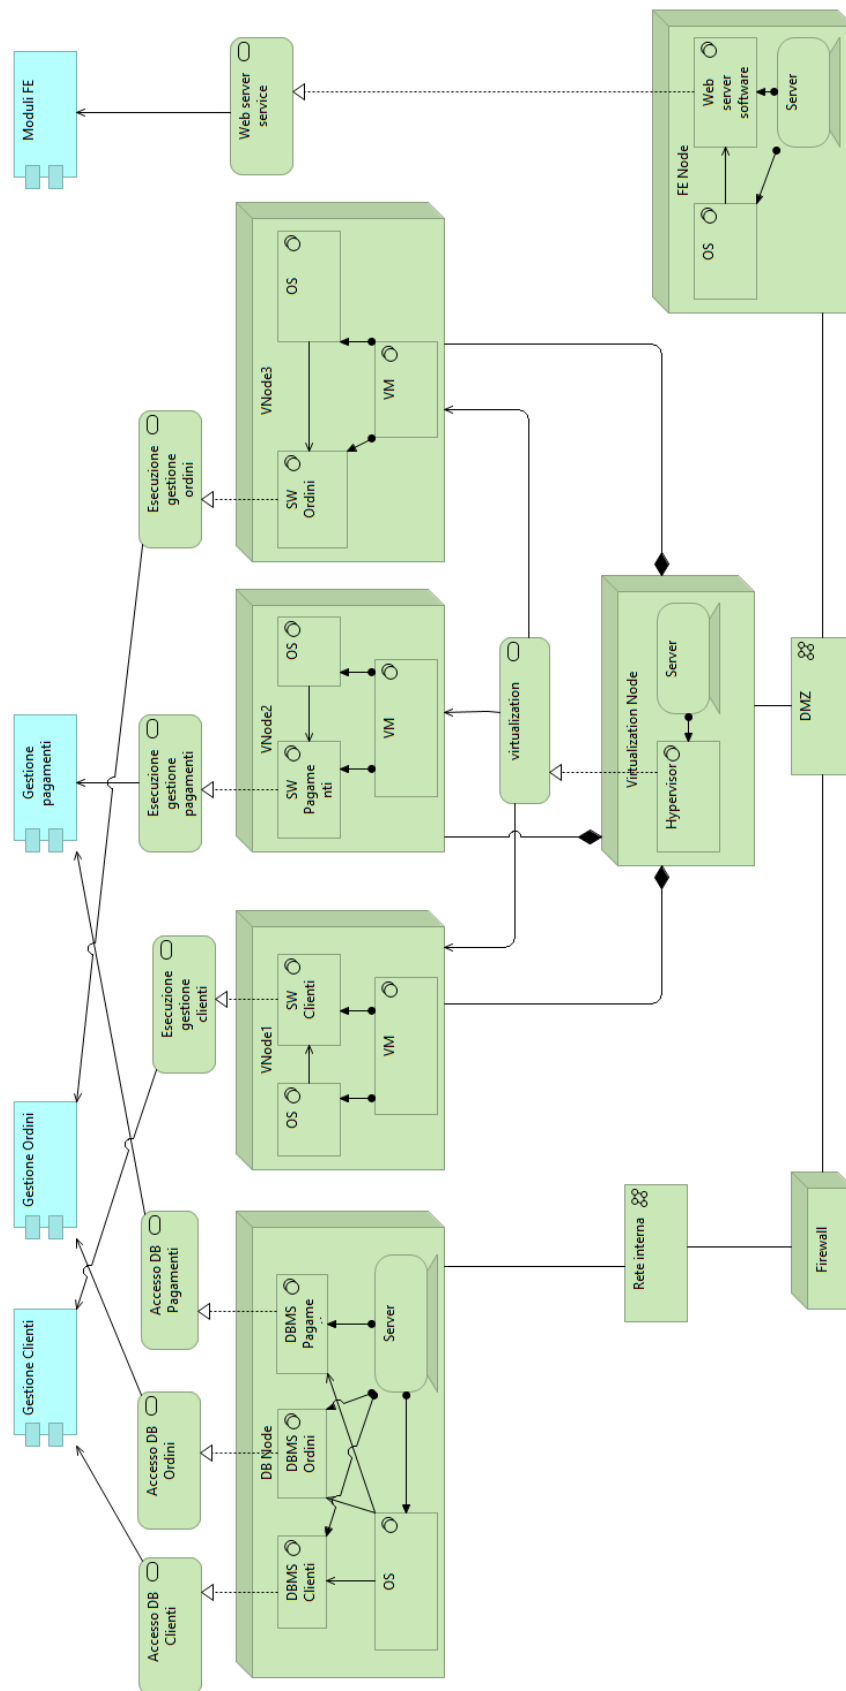 Gestione Clienti
Gestione Ordini
Gestione
pagamenti
Moduli FE
Accesso DB
Clienti
Accesso DB
Ordini
Accesso DB
Pagamenti
Esecuzione
gestione
clienti
Esecuzione
gestione
pagamenti
Esecuzione
gestione
ordini
Web server
service
DB Node
DBMS
Clienti
DBMS
Ordini
DBMS
Pagame
OS
Server
VNode1
OS
SW
Clienti
VM
VNode2
SW
Pagame
nti
OS
VM
VNode3
SW
Ordini
OS
VM
virtualization
Virtualization Node
Hypervisor
Server
FE Node
OS
Web
server
software
Server
Rete interna
Firewall
DMZ